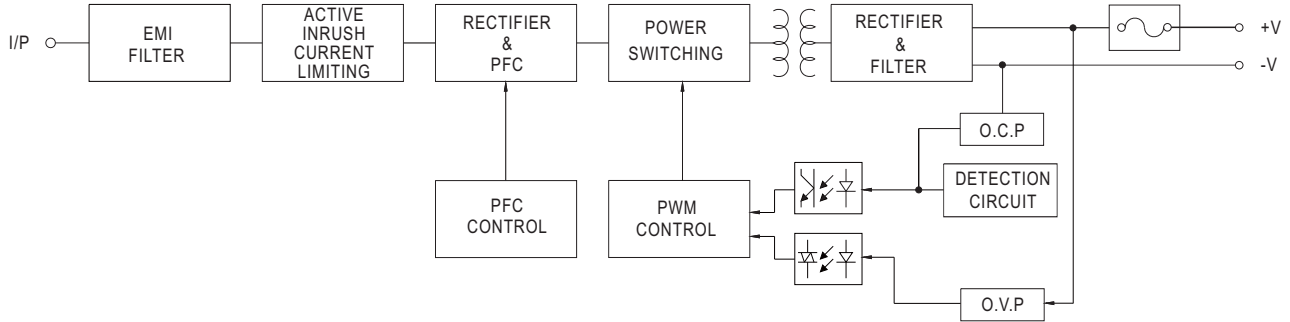 I/P
EMI
FILTER
ACTIVE
INRUSH
CURRENT
LIMITING
RECTIFIER
&
PFC
POWER
SWITCHING
RECTIFIER
&
FILTER
+V
-V
O.C.P
DETECTION
CIRCUIT
PFC
CONTROL
PWM
CONTROL
O.V.P